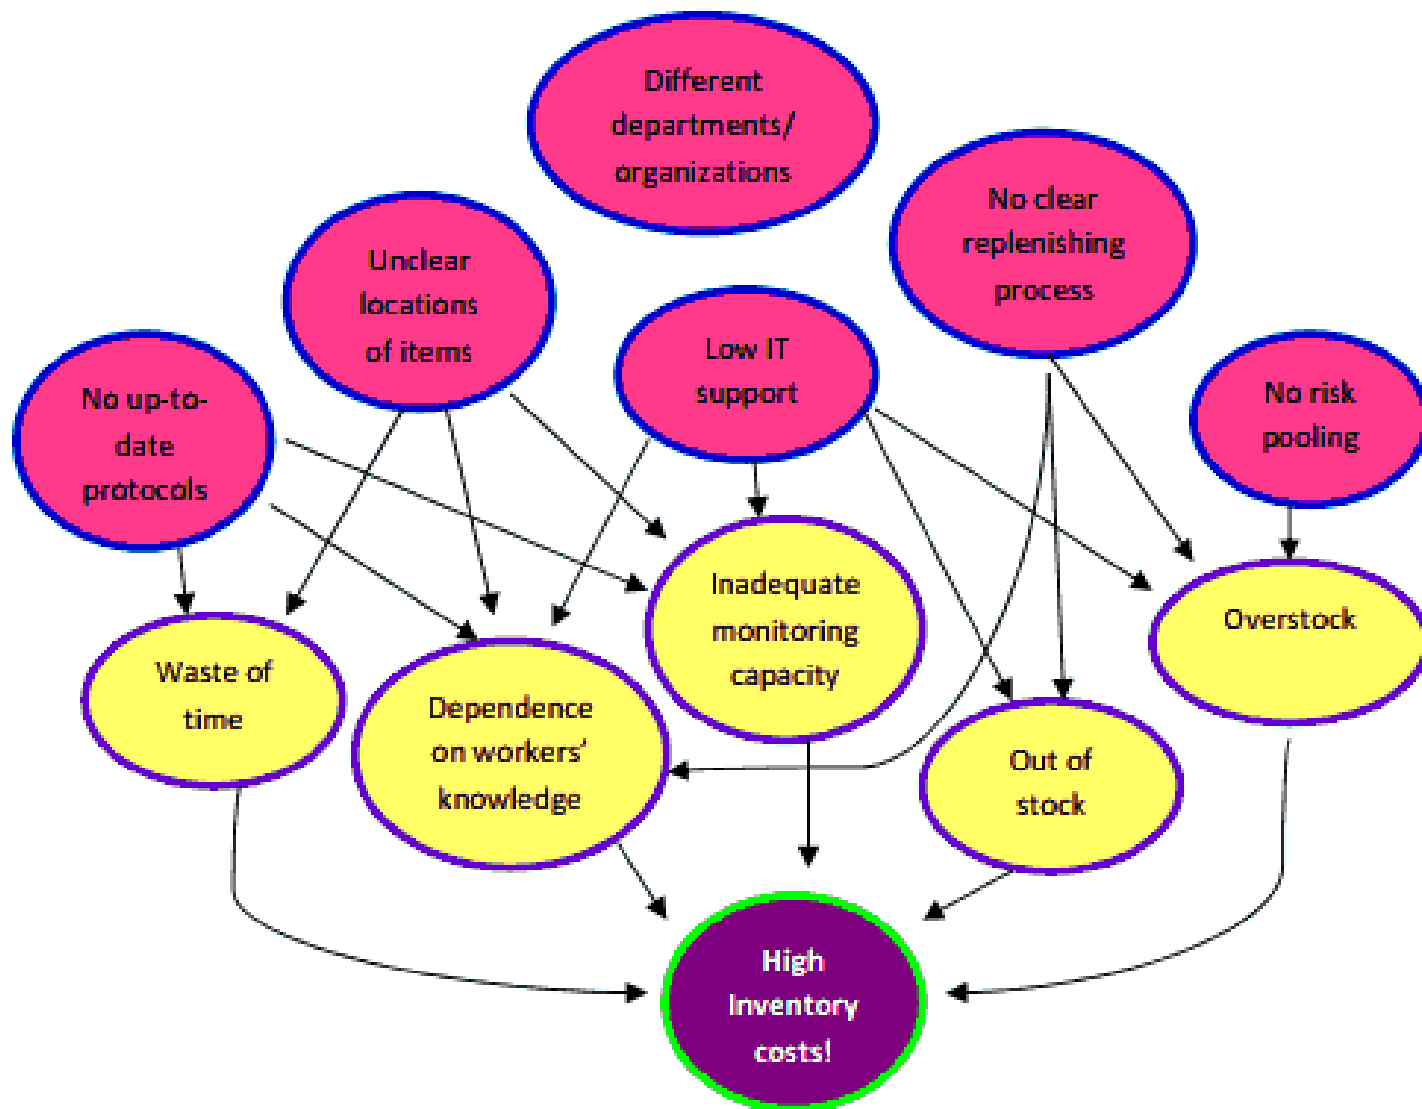 Different
departments/
organizations
No clear
replenishing
process
Unclear
locations
of items
Low IT
support
No risk
pooling
No up-to-
date
protocols
Inadequate
monitoring
capacity
Overstock
Waste of
time
Dependence
on workers'
knowledge
Out of
stock
High
Inventory
costs!